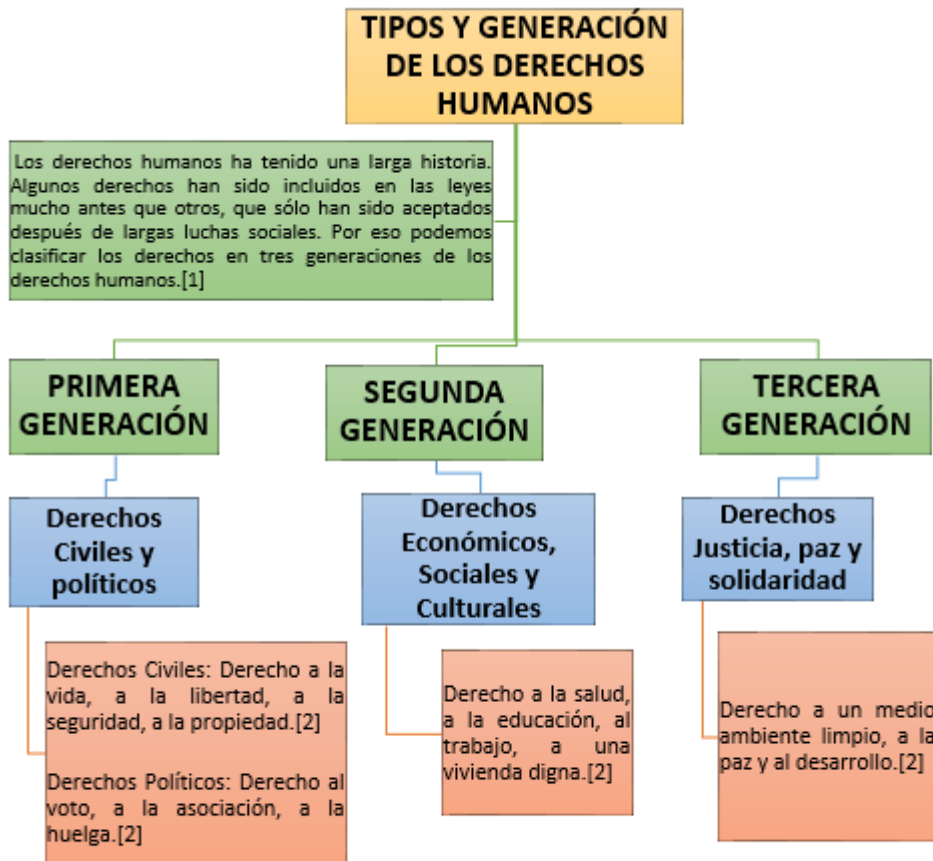 TIPOS Y GENERACIÓN
DE LOS DERECHOS
HUMANOS
Los derechos humanos ha tenido una larga historia.
Algunos derechos han sido incluidos en las leyes
mucho antes que otros, que sólo han sido aceptados
después de largas luchas sociales. Por eso podemos
clasificar los derechos en tres generaciones de los
derechos humanos.[1]
PRIMERA
GENERACIÓN
Derechos
Civiles y
políticos
Derechos Civiles: Derecho a la
vida, a la libertad, a la
seguridad, a la propiedad.[2]
Derechos Políticos: Derecho al
voto, a la asociación, a la
huelga.[2]
SEGUNDA
GENERACIÓN
Derechos
Económicos,
Sociales y
Culturales
Derecho a la salud,
a la educación, al
trabajo, a una
vivienda digna.[2]
TERCERA
GENERACIÓN
Derechos
Justicia, paz y
solidaridad
Derecho a un medio
ambiente limpio, a la
paz y al desarrollo.[2]